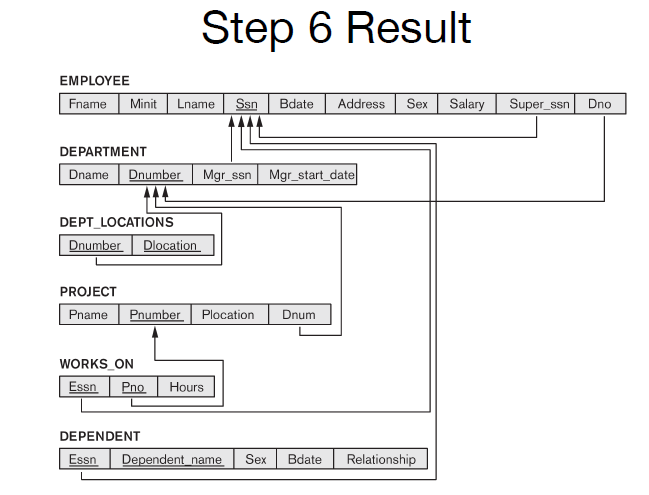 Step 6 Result
EMPLOYEE
Fname Minit Lname Ssn Bdate Address Sex Salary Super_ssn Dno
DEPARTMENT
Dname Dnumber Mgr_ssn Mgr_start_date
DEPT_LOCATIONS
Dnumber Dlocation
PROJECT
Pname Pnumber Plocation Dnum
WORKS_ON
Essn Pno Hours
DEPENDENT
Essn Dependent_name Sex Bdate Relationship